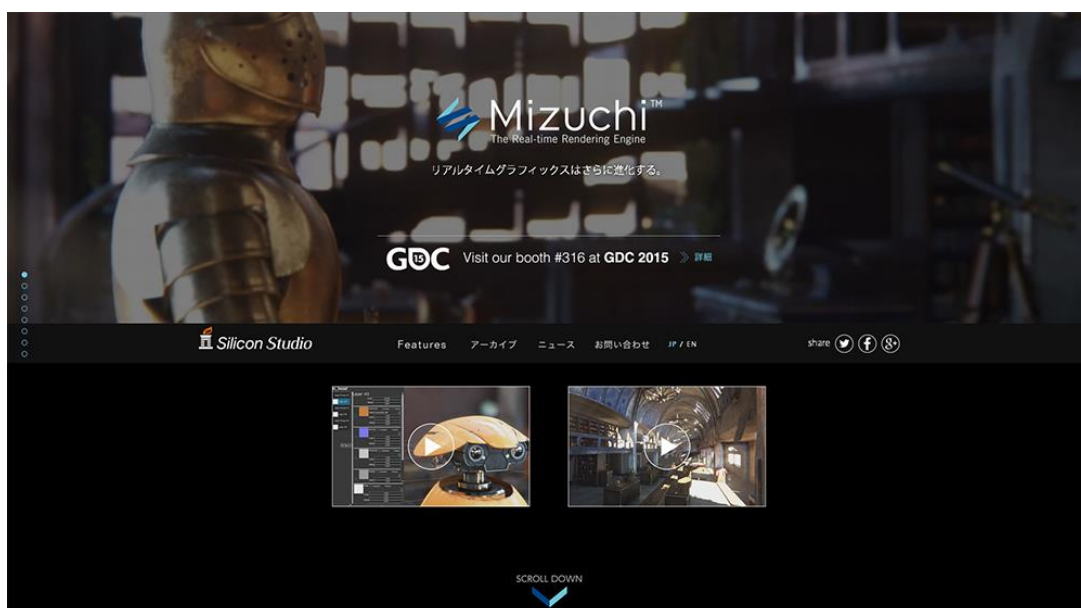 Mizuchi™
The Real-time Rendering Engine
リアルタイムグラフィックスはさらに進化する。
GDC 15 Visit our booth #316 at GDC 2015 》 詳細
Silicon Studio Features アーカイブ ニュース お問い合わせ JP / EN share
SCROLL DOWN